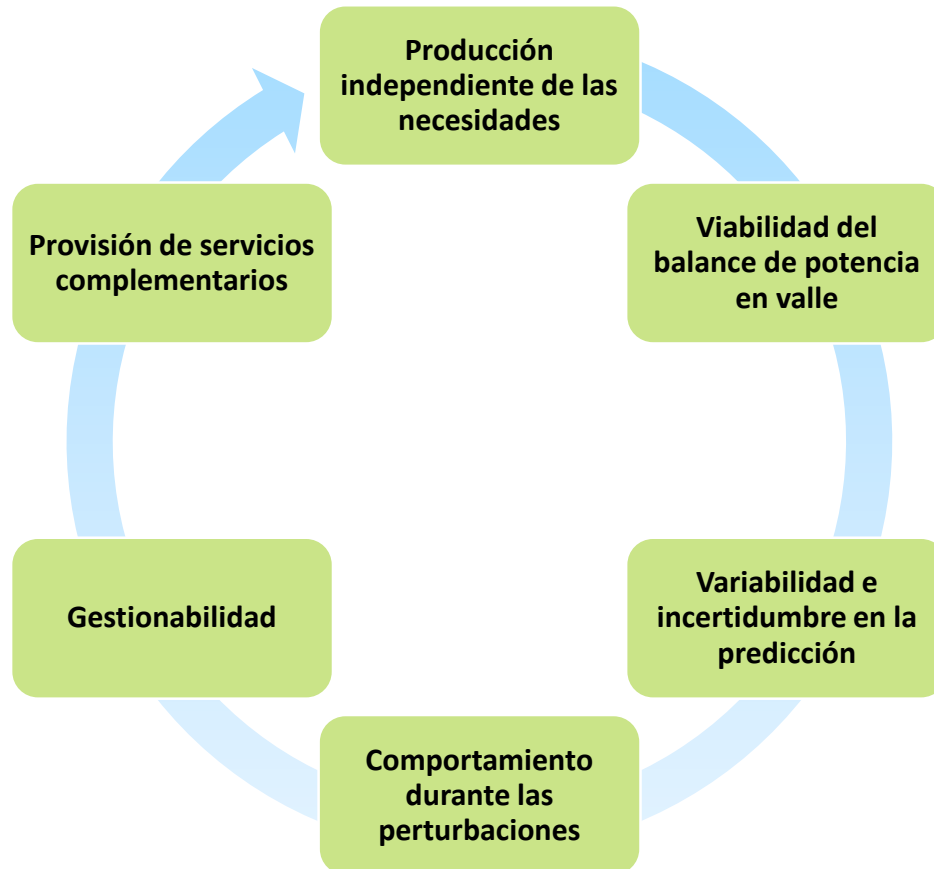 Producción
independiente de las
necesidades
Viabilidad del
balance de potencia
en valle
Variabilidad e
incertidumbre en la
predicción
Comportamiento
durante las
perturbaciones
Gestionabilidad
Provisión de servicios
complementarios